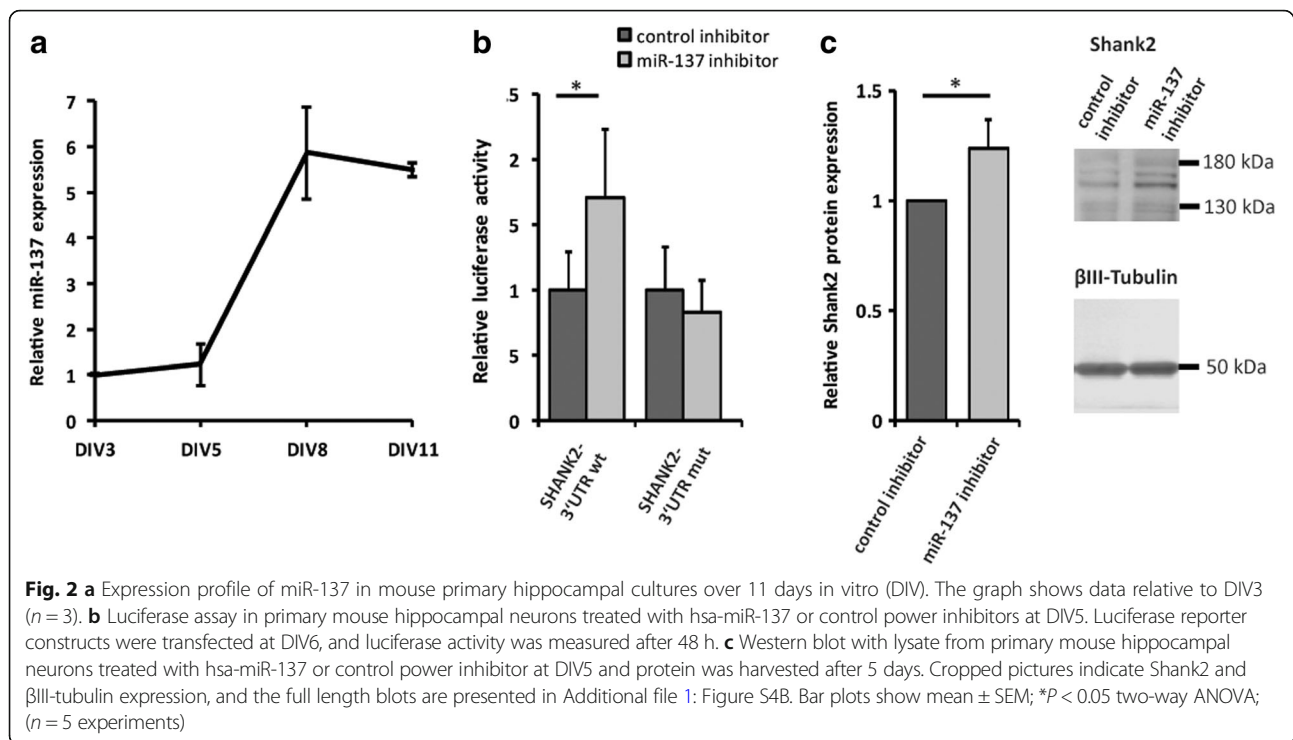 a
7
6
5
4
3
2
1
0
Relative miR-137 expression
DIV3 DIV5 DIV8 DIV11
b
control inhibitor
miR-137 inhibitor
*
.5
2
5
1
5
0
Relative luciferase activity
SHANK2-
3‘UTR wt
SHANK2-
3‘UTR mut
c
*
1.5
1
0.5
0
Relative Shank2 protein expression
control inhibitor
miR-137 inhibitor
Shank2
control
inhibitor
miR-137
inhibitor
180 kDa
130 kDa
βIII-Tubulin
50 kDa
Fig. 2 a Expression profile of miR-137 in mouse primary hippocampal cultures over 11 days in vitro (DIV). The graph shows data relative to DIV3
(n = 3). b Luciferase assay in primary mouse hippocampal neurons treated with hsa-miR-137 or control power inhibitors at DIV5. Luciferase reporter
constructs were transfected at DIV6, and luciferase activity was measured after 48 h. c Western blot with lysate from primary mouse hippocampal
neurons treated with hsa-miR-137 or control power inhibitor at DIV5 and protein was harvested after 5 days. Cropped pictures indicate Shank2 and
βIII-tubulin expression, and the full length blots are presented in Additional file 1: Figure S4B. Bar plots show mean ± SEM; *P < 0.05 two-way ANOVA;
(n = 5 experiments)